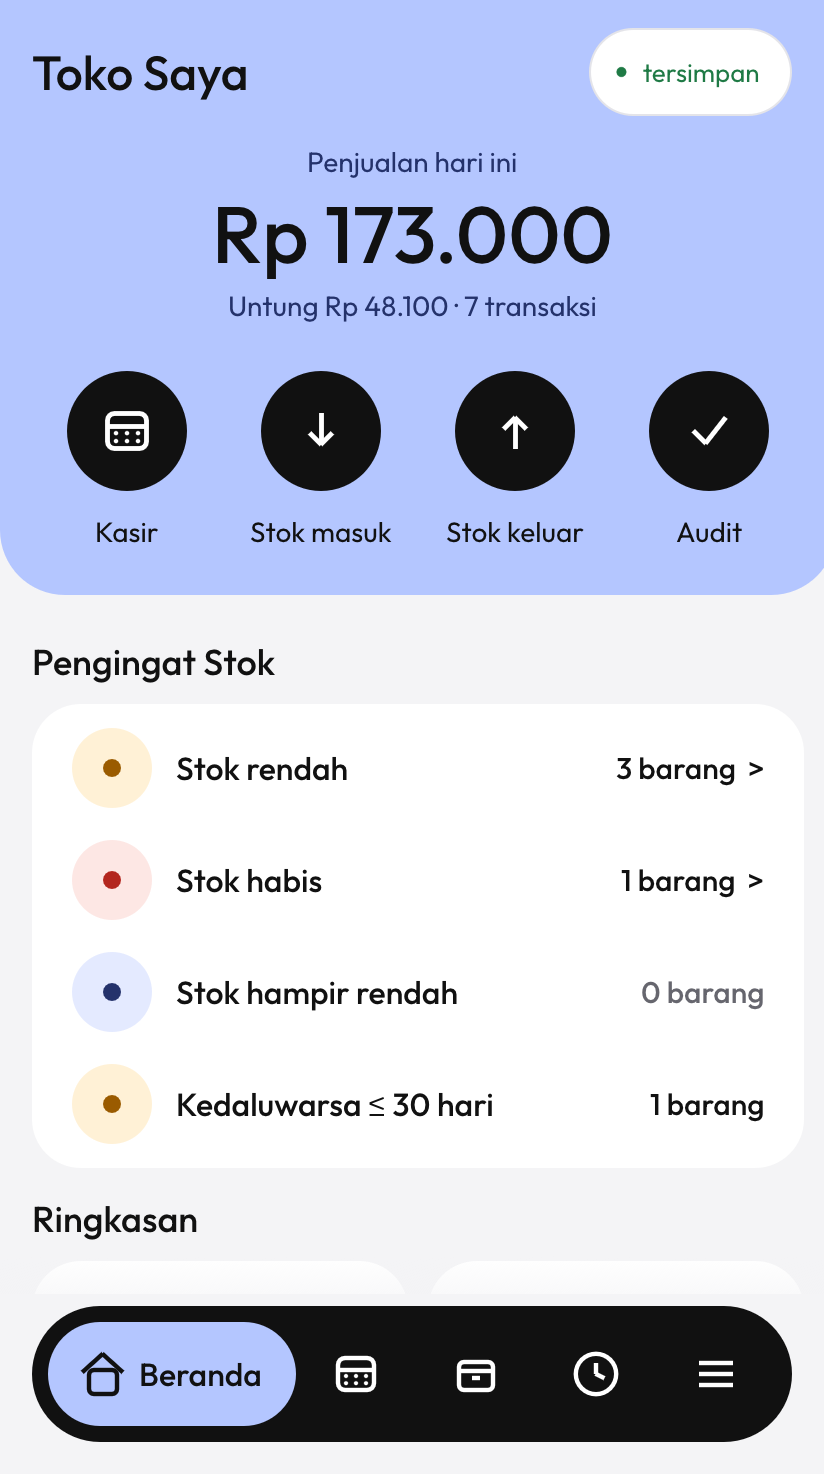 Toko Saya
tersimpan
Penjualan hari ini
Rp 173.000
Untung Rp 48.100 · 7 transaksi
Kasir
Stok masuk
Stok keluar
Audit
Pengingat Stok
Stok rendah
3 barang >
Stok habis
1 barang >
Stok hampir rendah
0 barang
Kedaluwarsa ≤ 30 hari
1 barang
Ringkasan
Beranda